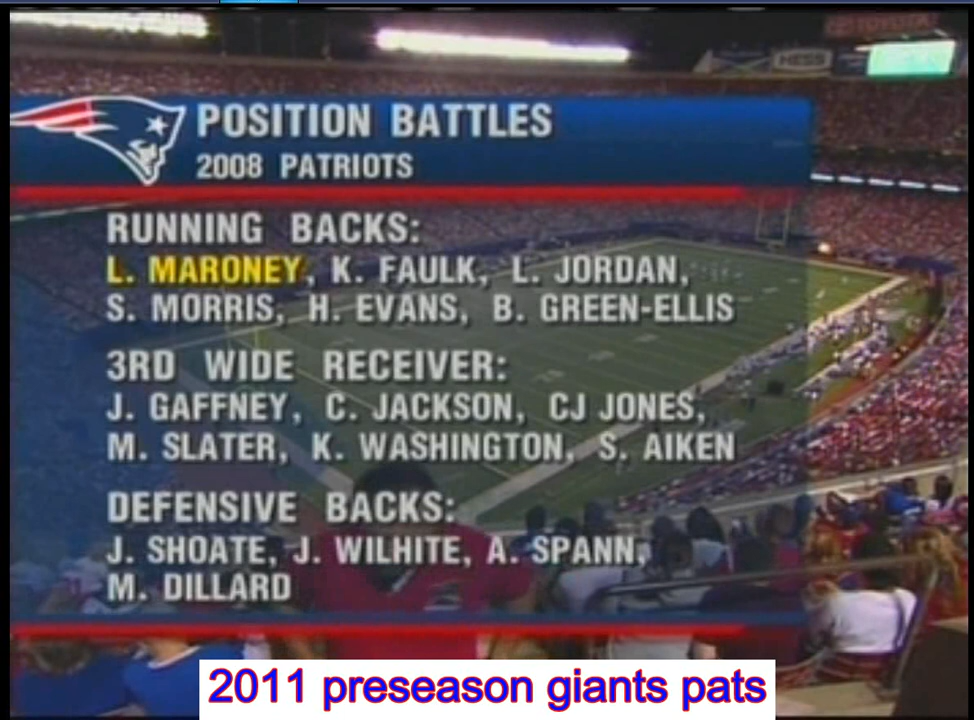 HESS
POSITION BATTLES
2008 PATRIOTS
RUNNING BACKS:
L. MARONEY, K. FAULK, L. JORDAN,
S. MORRIS, H. EVANS, B. GREEN-ELLIS
3RD WIDE RECEIVER:
J. GAFFNEY, C. JACKSON, CJ JONES,
M. SLATER, K. WASHINGTON, S. AIKEN
DEFENSIVE BACKS:
J. SHOATE, J. WILHITE, A. SPANN,
M. DILLARD
2011 preseason giants pats